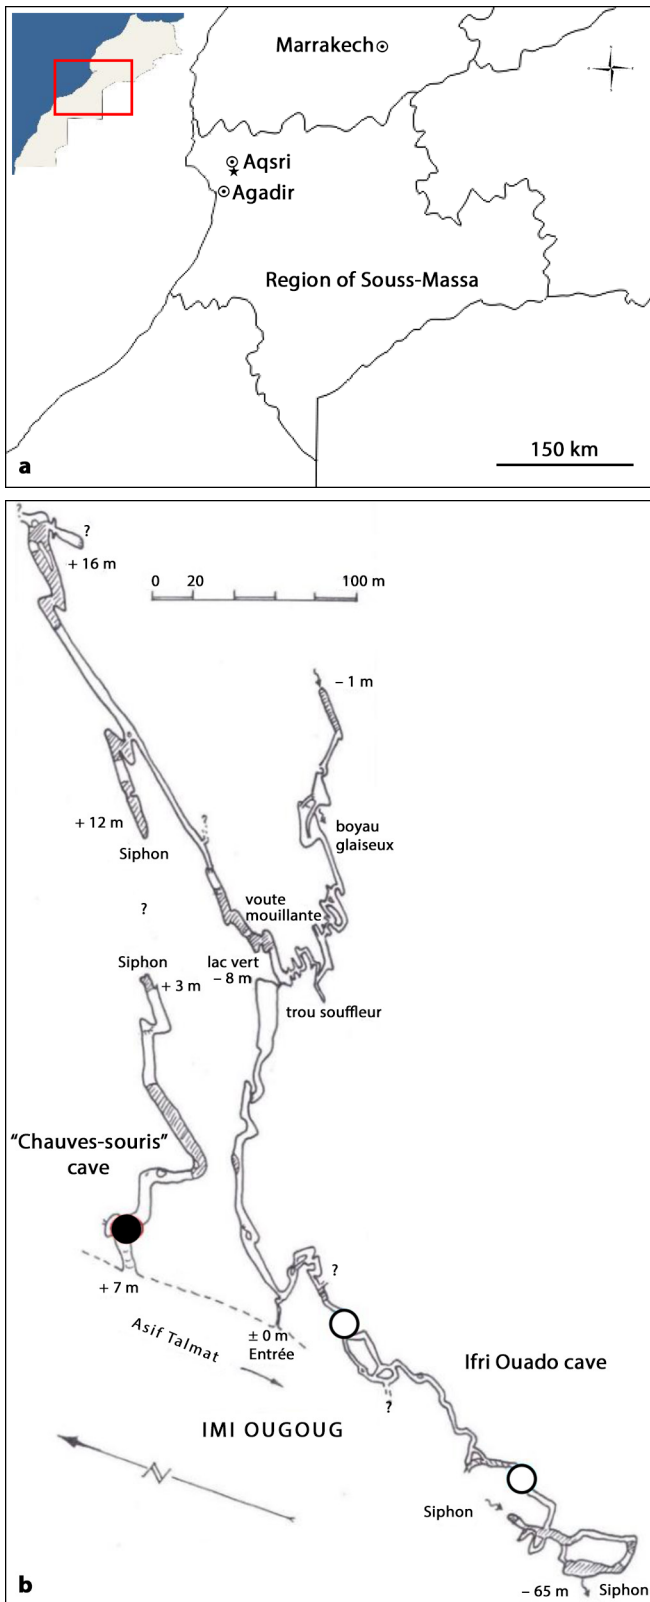 Marrakech
Aqsri
Agadir
Region of Souss-Massa
150 km
a
?
?
+ 16 m
0 20 100 m
– 1 m
+ 12 m
Siphon
boyau
glaiseux
?
voute
mouillante
Siphon
+ 3 m
lac vert
– 8 m
trou souffleur
"Chauves-souris"
cave
+ 7 m
?
Asif Talmat
± 0 m
Entrée
Ifri Ouado cave
?
IMI OUGOUG
N
Siphon
– 65 m
Siphon
b